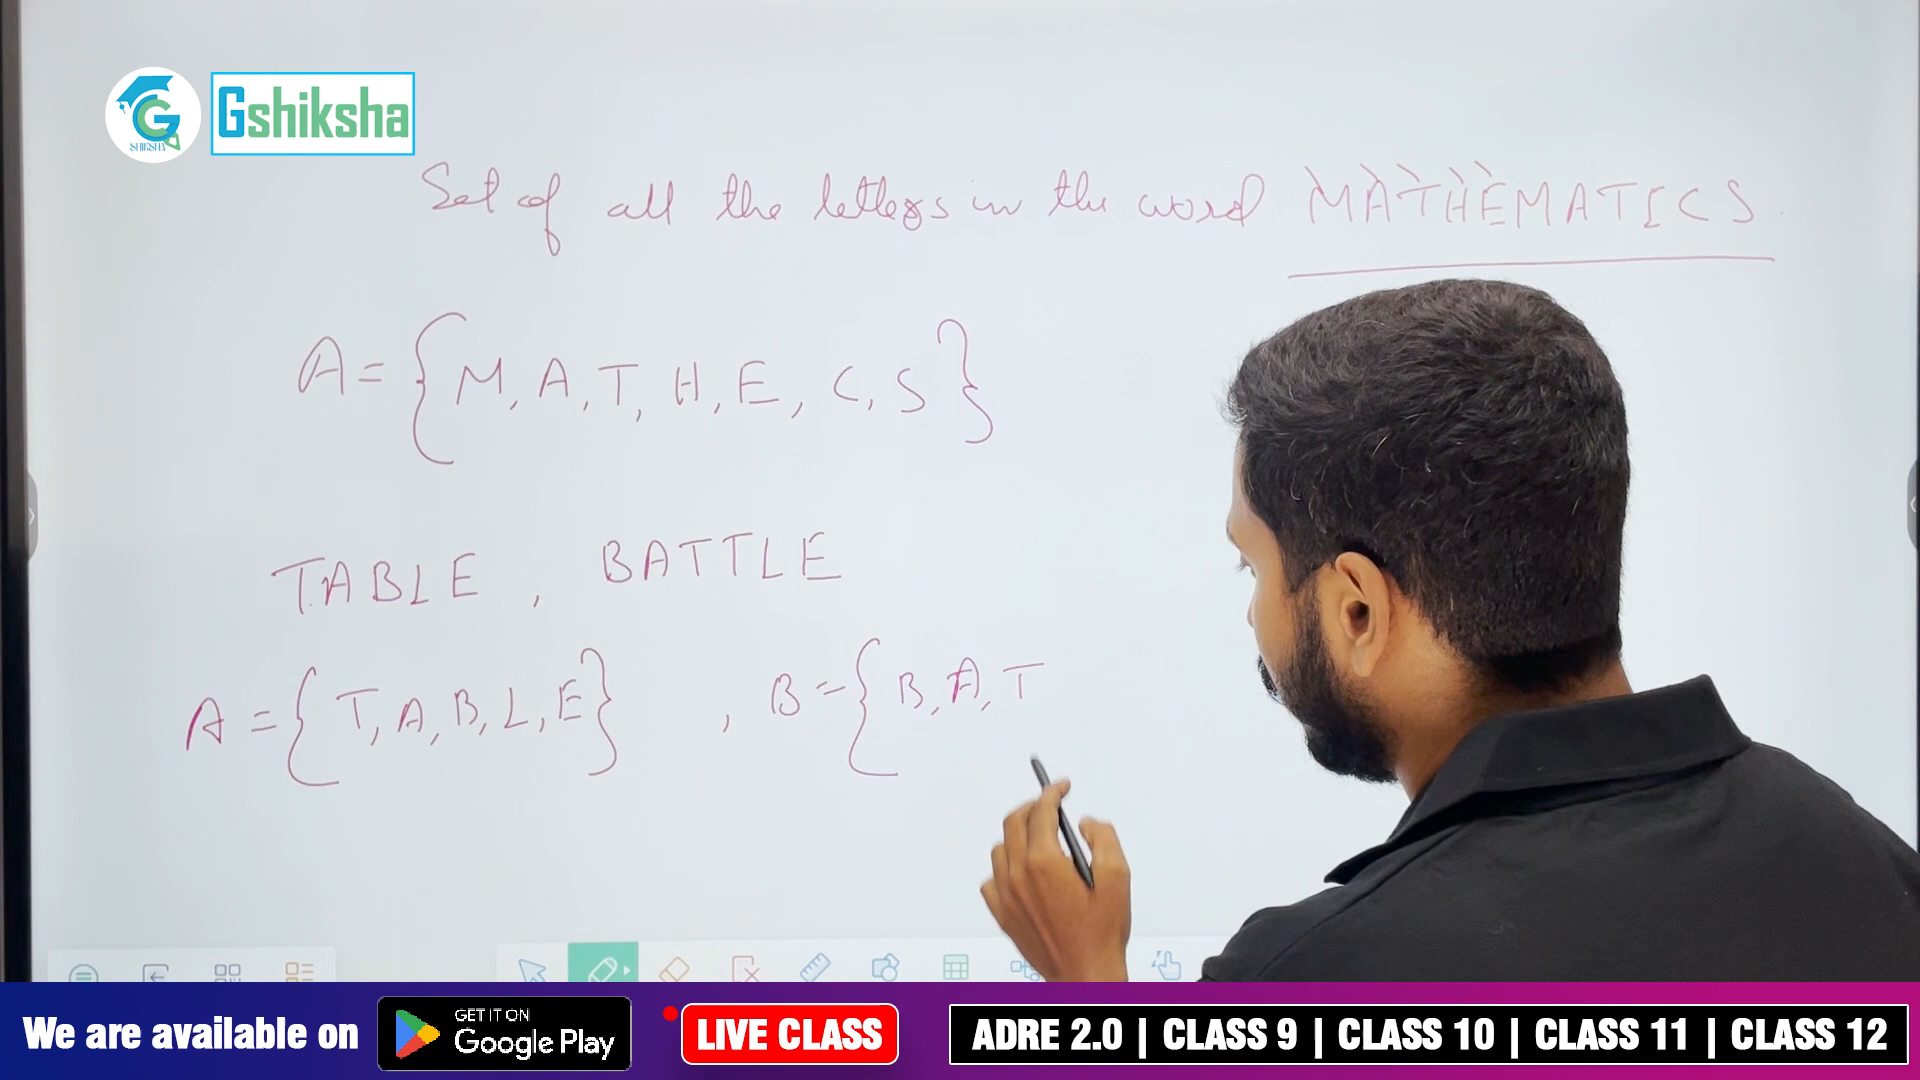 G
SHIKSHA
Gshiksha
Set of all the letters in the word MATHEMATICS
A = { M, A, T, H, E, C, S }
TABLE , BATTLE
A = { T, A, B, L, E } , B = { B, A, T
We are available on
GET IT ON
Google Play
LIVE CLASS
ADRE 2.0 | CLASS 9 | CLASS 10 | CLASS 11 | CLASS 12